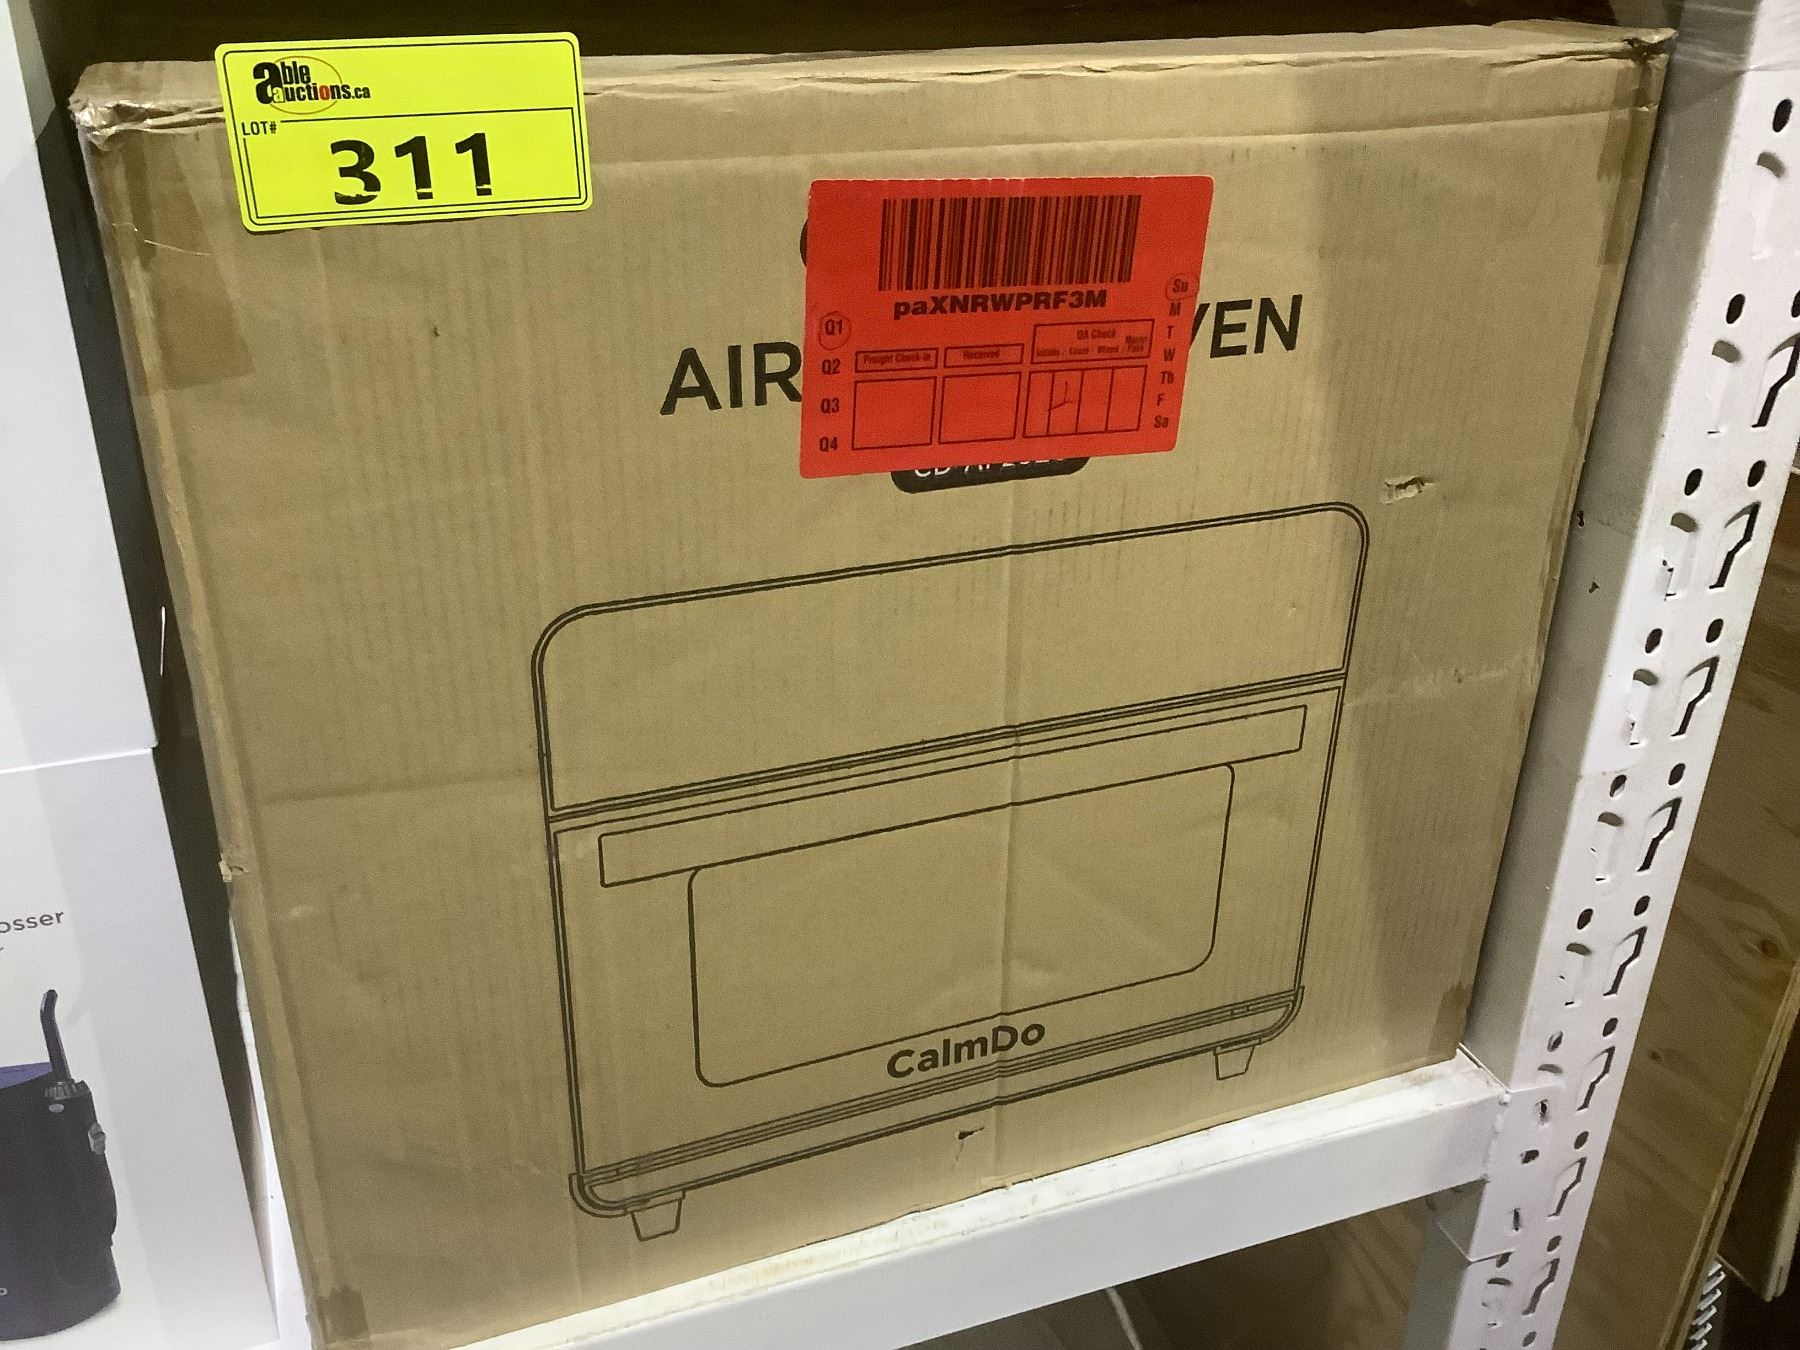 able
auctions.ca
LOT#
311
paXNRWPRF3M
Su
M
T
W
Th
F
Sa
Q1
Q2
Q3
Q4
Freight Check-in
Received
QA Check
AIR
VEN
CalmDo
osser